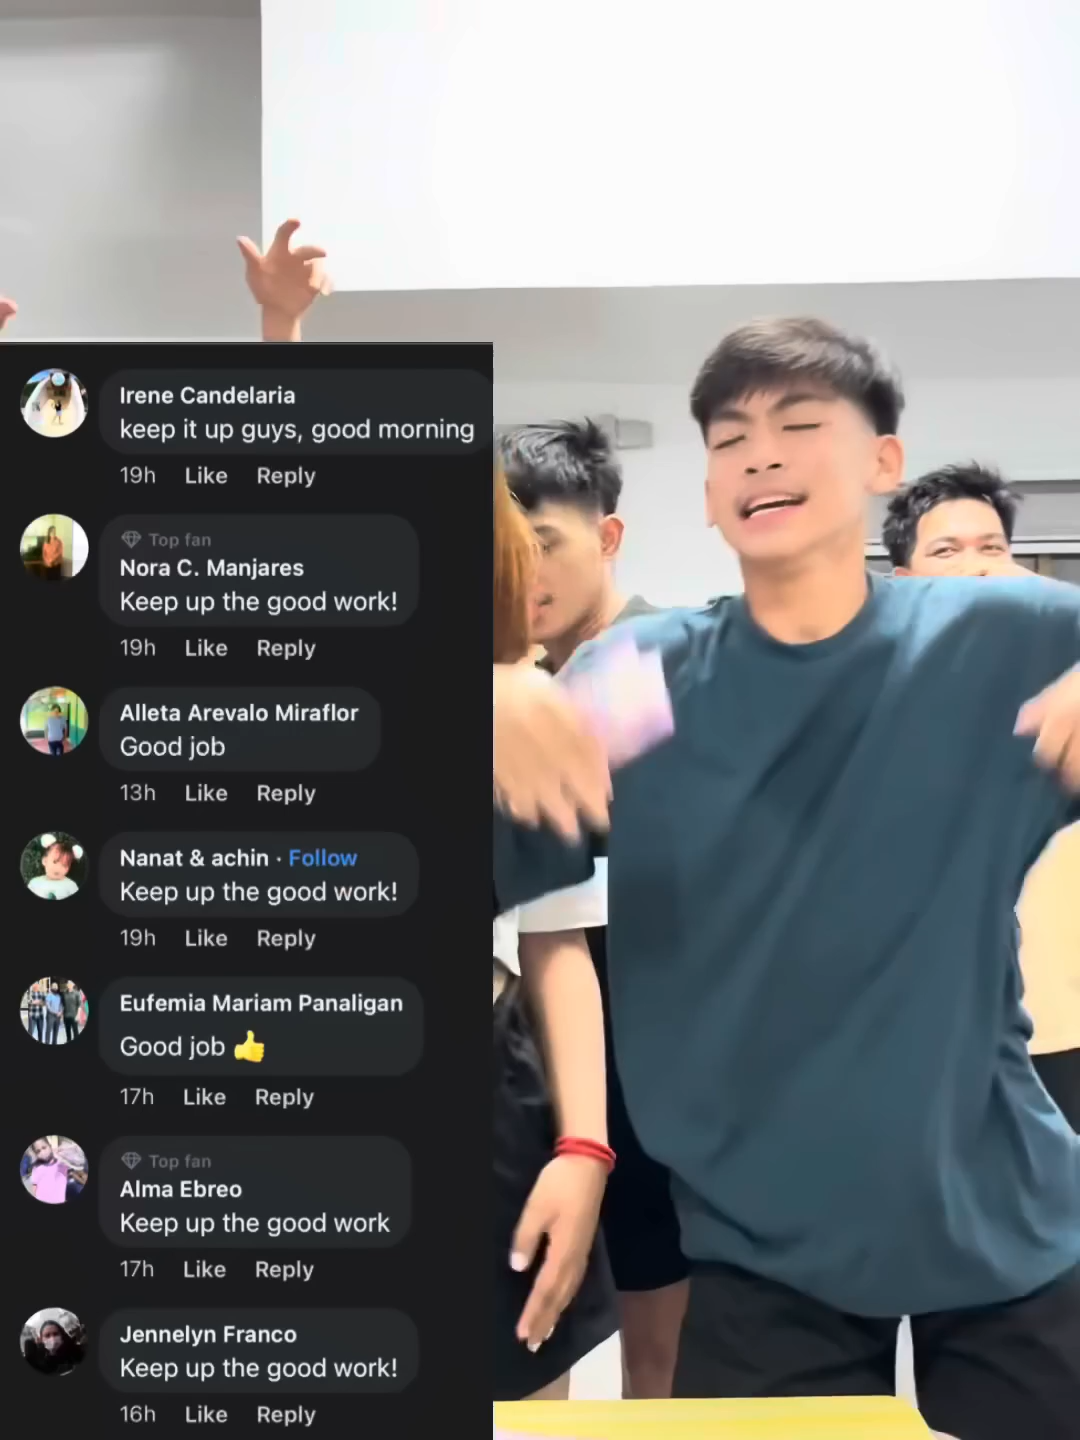 Irene Candelaria
keep it up guys, good morning
19h Like Reply
Top fan
Nora C. Manjares
Keep up the good work!
19h Like Reply
Alleta Arevalo Miraflor
Good job
13h Like Reply
Nanat & achin · Follow
Keep up the good work!
19h Like Reply
Eufemia Mariam Panaligan
Good job 👍
17h Like Reply
Top fan
Alma Ebreo
Keep up the good work
17h Like Reply
Jennelyn Franco
Keep up the good work!
16h Like Reply